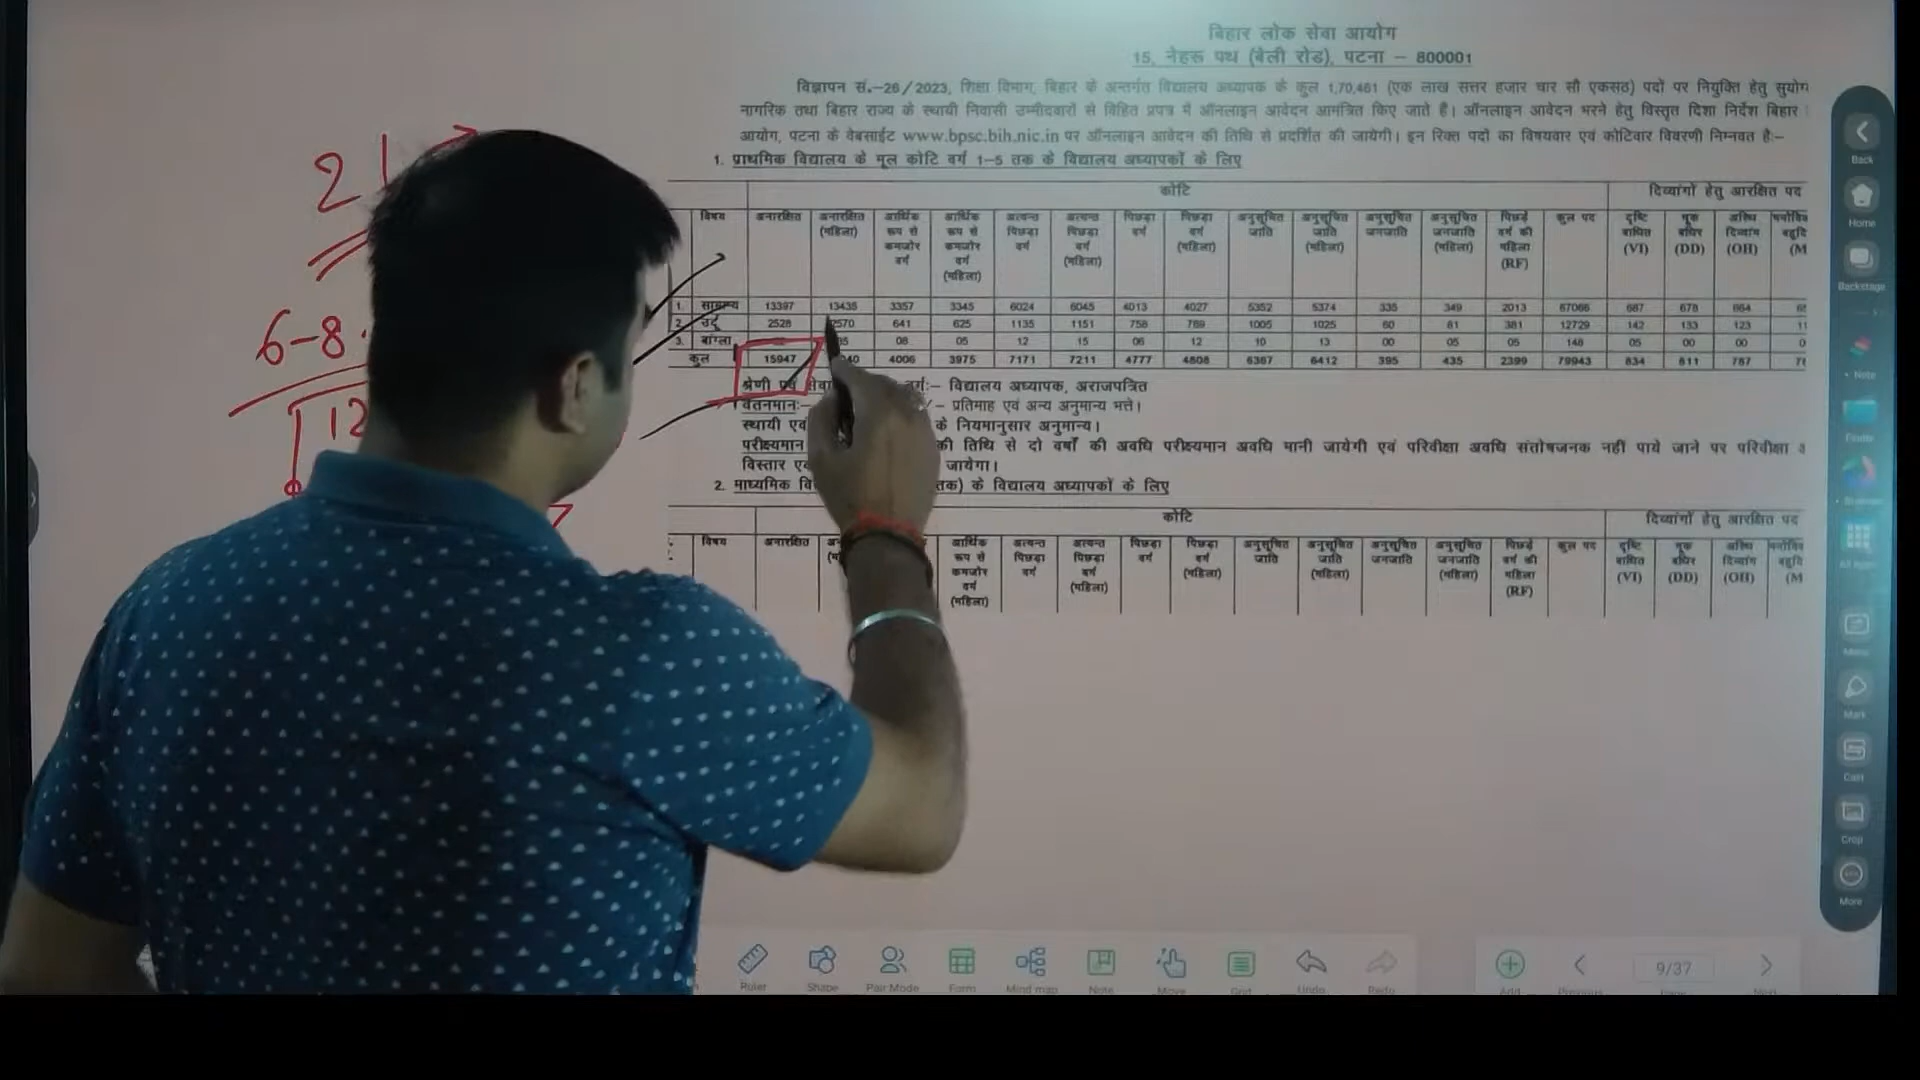 बिहार लोक सेवा आयोग
15, नेहरू पथ (बेली रोड), पटना – 800001
विज्ञापन सं.–26/2023, शिक्षा विभाग, बिहार के अन्तर्गत विद्यालय अध्यापक के कुल 1,70,461 (एक लाख सत्तर हजार चार सौ एकसठ) पदों पर नियुक्ति हेतु सुयोग्य
नागरिक तथा बिहार राज्य के स्थायी निवासी उम्मीदवारों से विहित प्रपत्र में ऑनलाइन आवेदन आमंत्रित किए जाते हैं। ऑनलाइन आवेदन भरने हेतु विस्तृत दिशा निर्देश बिहार
आयोग, पटना के वेबसाईट www.bpsc.bih.nic.in पर ऑनलाइन आवेदन की तिथि से प्रदर्शित की जायेगी। इन रिक्त पदों का विषयवार एवं कोटिवार विवरणी निम्नवत है:–
1. प्राथमिक विद्यालय के मूल कोटि वर्ग 1–5 तक के विद्यालय अध्यापकों के लिए
कोटि दिव्यांगों हेतु आरक्षित पद
विषय अनारक्षित अनारक्षित (महिला) आर्थिक रूप से कमजोर वर्ग आर्थिक रूप से कमजोर वर्ग (महिला) अत्यन्त पिछड़ा वर्ग अत्यन्त पिछड़ा वर्ग (महिला) पिछड़ा वर्ग पिछड़ा वर्ग (महिला) अनुसूचित जाति अनुसूचित जाति (महिला) अनुसूचित जनजाति अनुसूचित जनजाति (महिला) पिछड़े वर्ग की महिला (RF) कुल पद दृष्टि बाधित (VI) मूक बधिर (DD) अस्थि दिव्यांग (OH)
1. सामान्य 13397 13435 3357 3345 6024 6045 4013 4027 5352 5374 335 349 2013 67066 687 678 664
2. उर्दू 2528 2570 641 625 1135 1151 758 769 1005 1025 60 81 381 12729 142 133 123
3. बांग्ला 08 05 12 15 06 12 10 13 00 05 05 148 05 00 00
कुल 15947 4006 3975 7171 7211 4777 4808 6367 6412 395 435 2399 79943 834 811 787
श्रेणी एवं सेवा वर्ग:– विद्यालय अध्यापक, अराजपत्रित
वेतनमान:– /– प्रतिमाह एवं अन्य अनुमान्य भत्ते।
स्थायी एवं के नियमानुसार अनुमान्य।
परीक्ष्यमान की तिथि से दो वर्षों की अवधि परीक्ष्यमान अवधि मानी जायेगी एवं परिवीक्षा अवधि संतोषजनक नहीं पाये जाने पर परिवीक्षा
विस्तार जायेगा।
2. माध्यमिक तक) के विद्यालय अध्यापकों के लिए
कोटि दिव्यांगों हेतु आरक्षित पद
विषय अनारक्षित आर्थिक रूप से कमजोर वर्ग (महिला) अत्यन्त पिछड़ा वर्ग अत्यन्त पिछड़ा वर्ग (महिला) पिछड़ा वर्ग पिछड़ा वर्ग (महिला) अनुसूचित जाति अनुसूचित जाति (महिला) अनुसूचित जनजाति अनुसूचित जनजाति (महिला) पिछड़े वर्ग की महिला (RF) कुल पद दृष्टि बाधित (VI) मूक बधिर (DD) अस्थि दिव्यांग (OH)
21
6-8
12
Back
Home
Backstage
Note
Menu
Mark
Crop
More
Ruler Shape Pair Mode Form Mind map Note Move Undo Redo Add Previous 9/37